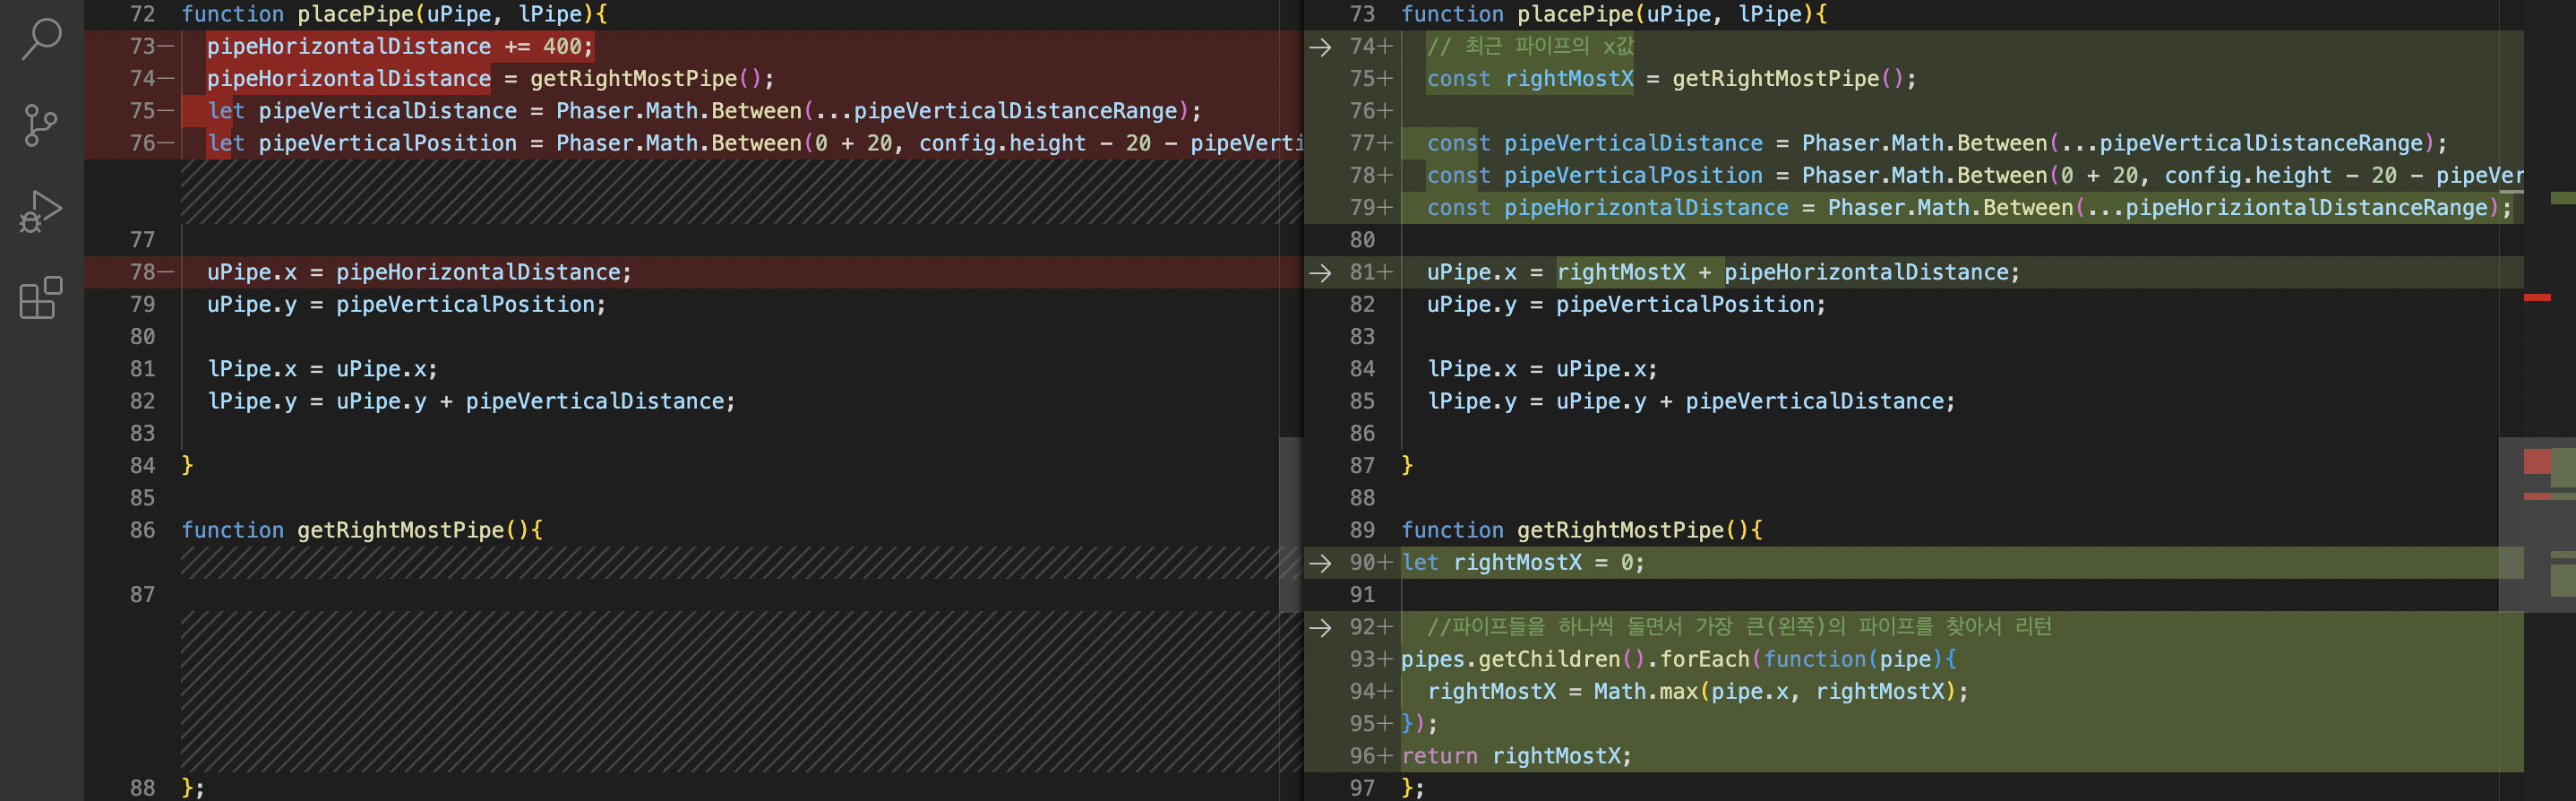 72 function placePipe(uPipe, lPipe){
73— pipeHorizontalDistance += 400;
74— pipeHorizontalDistance = getRightMostPipe();
75— let pipeVerticalDistance = Phaser.Math.Between(...pipeVerticalDistanceRange);
76— let pipeVerticalPosition = Phaser.Math.Between(0 + 20, config.height - 20 - pipeVerti
77
78— uPipe.x = pipeHorizontalDistance;
79 uPipe.y = pipeVerticalPosition;
80
81 lPipe.x = uPipe.x;
82 lPipe.y = uPipe.y + pipeVerticalDistance;
83
84 }
85
86 function getRightMostPipe(){
87
88 };
73 function placePipe(uPipe, lPipe){
74+ // 최근 파이프의 x값
75+ const rightMostX = getRightMostPipe();
76+
77+ const pipeVerticalDistance = Phaser.Math.Between(...pipeVerticalDistanceRange);
78+ const pipeVerticalPosition = Phaser.Math.Between(0 + 20, config.height - 20 - pipeVer
79+ const pipeHorizontalDistance = Phaser.Math.Between(...pipeHoriziontalDistanceRange);
80
81+ uPipe.x = rightMostX + pipeHorizontalDistance;
82 uPipe.y = pipeVerticalPosition;
83
84 lPipe.x = uPipe.x;
85 lPipe.y = uPipe.y + pipeVerticalDistance;
86
87 }
88
89 function getRightMostPipe(){
90+ let rightMostX = 0;
91
92+ //파이프들을 하나씩 돌면서 가장 큰(왼쪽)의 파이프를 찾아서 리턴
93+ pipes.getChildren().forEach(function(pipe){
94+ rightMostX = Math.max(pipe.x, rightMostX);
95+ });
96+ return rightMostX;
97 };